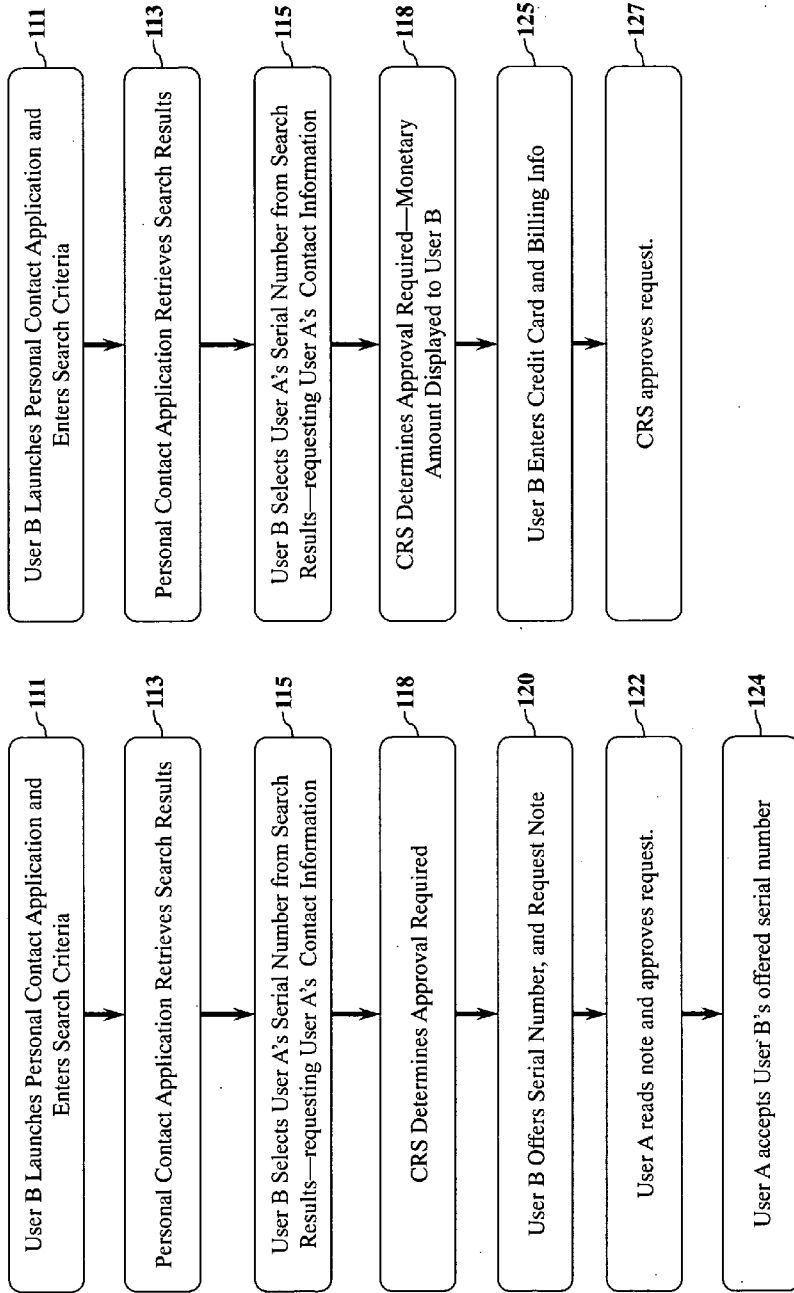 User B Launches Personal Contact Application and
Enters Search Criteria
111
Personal Contact Application Retrieves Search Results
113
User B Selects User A's Serial Number from Search
Results—requesting User A's Contact Information
115
CRS Determines Approval Required
118
User B Offers Serial Number, and Request Note
120
User A reads note and approves request.
122
User A accepts User B's offered serial number
124
User B Launches Personal Contact Application and
Enters Search Criteria
111
Personal Contact Application Retrieves Search Results
113
User B Selects User A's Serial Number from Search
Results—requesting User A's Contact Information
115
CRS Determines Approval Required—Monetary
Amount Displayed to User B
118
User B Enters Credit Card and Billing Info
125
CRS approves request.
127